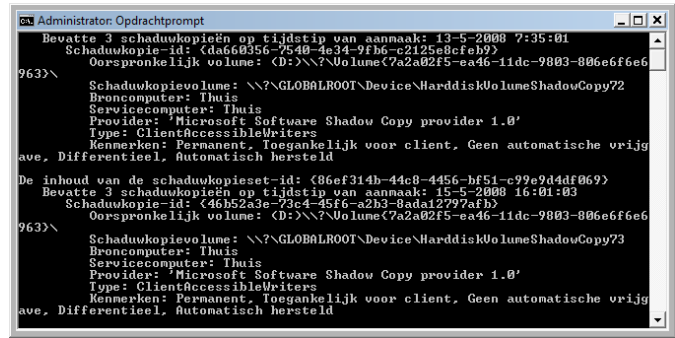 Administrator: Opdrachtprompt
Bevatte 3 schaduwkopieën op tijdstip van aanmaak: 13-5-2008 7:35:01
Schaduwkopie-id: {da660356-7540-4e34-9fb6-c2125e8cfeb9}
Oorspronkelijk volume: (D:)\\?\Volume{7a2a02f5-ea46-11dc-9803-806e6f6e6
963}\
Schaduwkopievolume: \\?\GLOBALROOT\Device\HarddiskVolumeShadowCopy72
Broncomputer: Thuis
Servicecomputer: Thuis
Provider: 'Microsoft Software Shadow Copy provider 1.0'
Type: ClientAccessibleWriters
Kenmerken: Permanent, Toegankelijk voor client, Geen automatische vrijg
ave, Differentieel, Automatisch hersteld
De inhoud van de schaduwkopieset-id: {86ef314b-44c8-4456-bf51-c99e9d4df069}
Bevatte 3 schaduwkopieën op tijdstip van aanmaak: 15-5-2008 16:01:03
Schaduwkopie-id: {46b52a3e-73c4-45f6-a2b3-8ada12797afb}
Oorspronkelijk volume: (D:)\\?\Volume{7a2a02f5-ea46-11dc-9803-806e6f6e6
963}\
Schaduwkopievolume: \\?\GLOBALROOT\Device\HarddiskVolumeShadowCopy73
Broncomputer: Thuis
Servicecomputer: Thuis
Provider: 'Microsoft Software Shadow Copy provider 1.0'
Type: ClientAccessibleWriters
Kenmerken: Permanent, Toegankelijk voor client, Geen automatische vrijg
ave, Differentieel, Automatisch hersteld